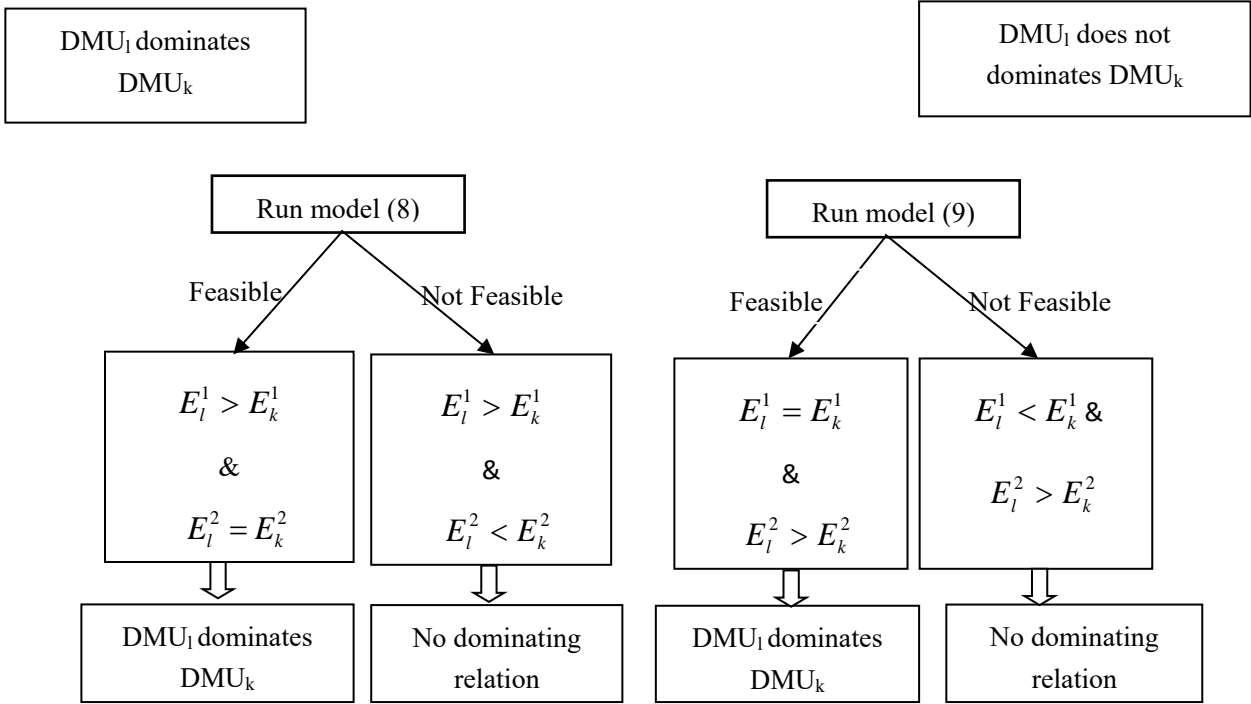 DMUₗ dominates
DMUₖ
DMUₗ does not
dominates DMUₖ
Run model (8)
Run model (9)
Feasible
Not Feasible
Feasible
Not Feasible
E_l^1 > E_k^1
&
E_l^2 = E_k^2
E_l^1 > E_k^1
&
E_l^2 < E_k^2
E_l^1 = E_k^1
&
E_l^2 > E_k^2
E_l^1 < E_k^1 &
E_l^2 > E_k^2
DMUₗ dominates
DMUₖ
No dominating
relation
DMUₗ dominates
DMUₖ
No dominating
relation